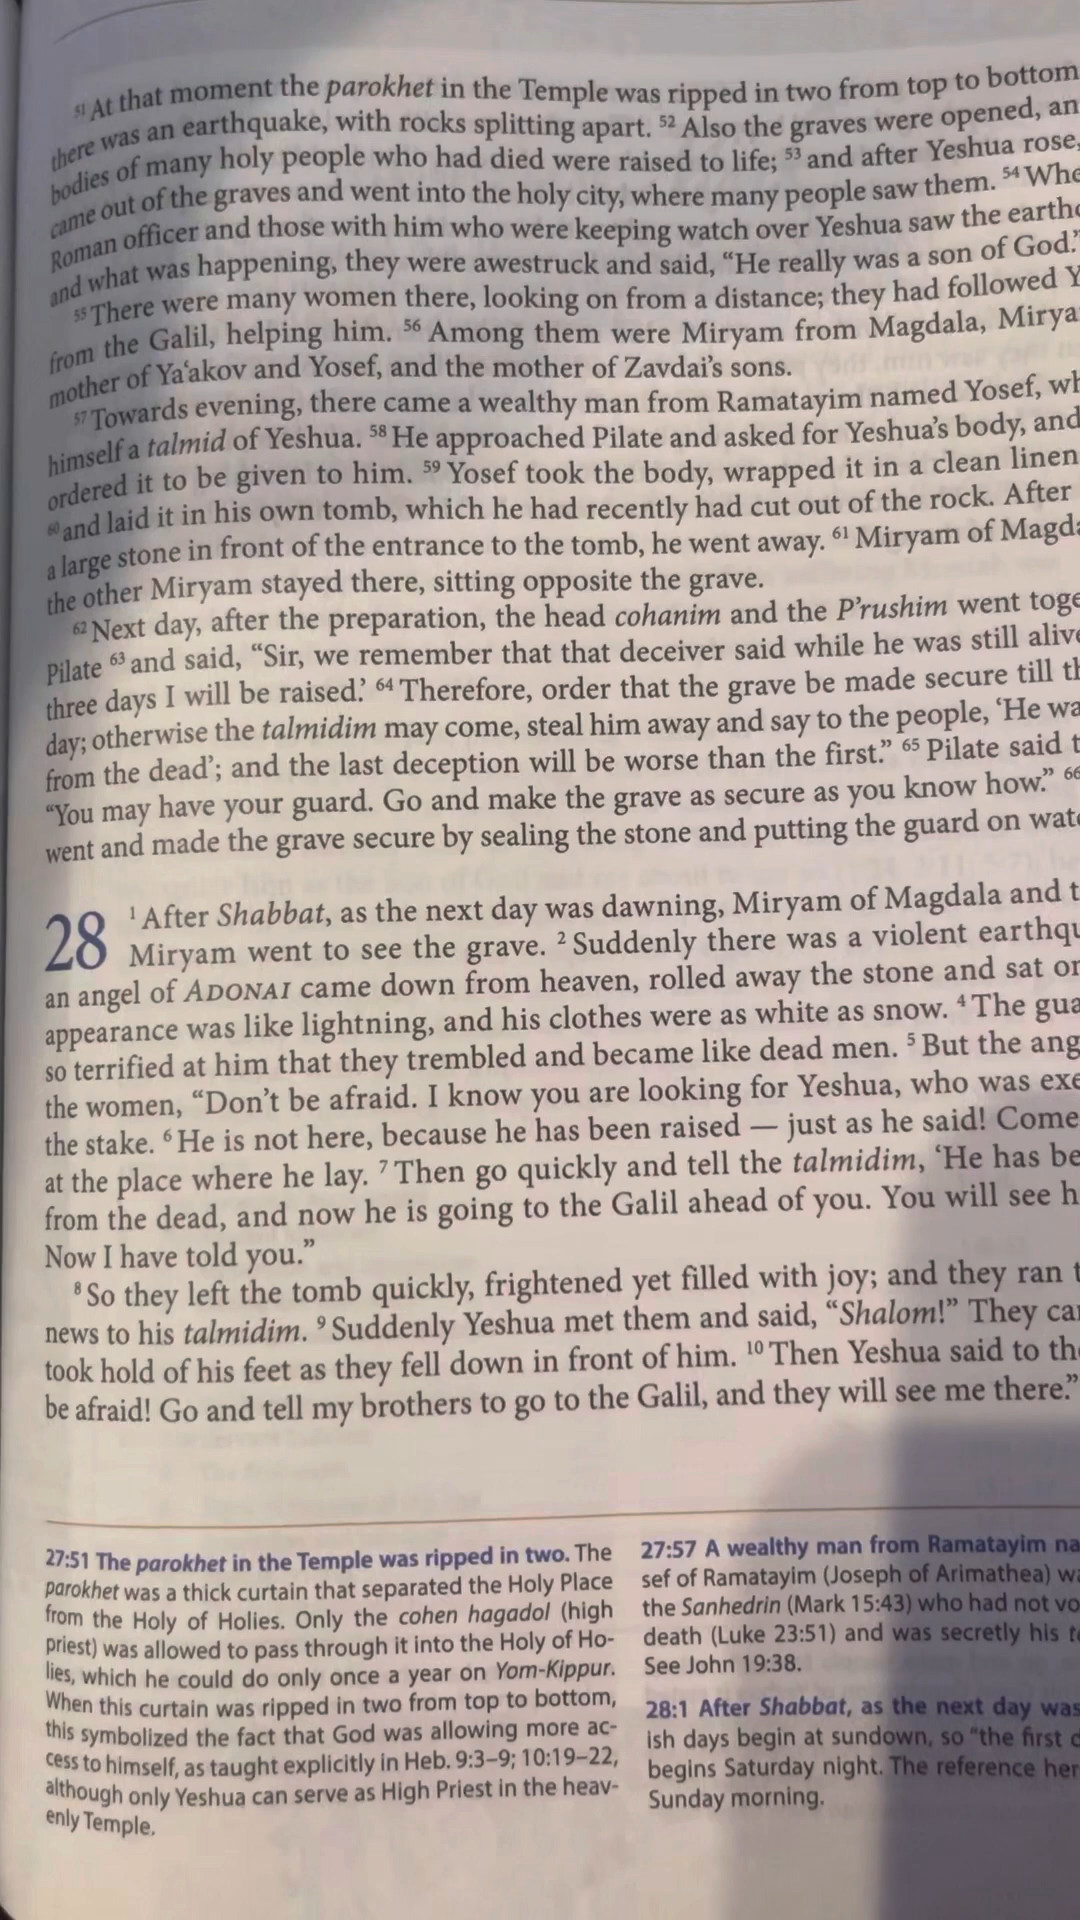 51 At that moment the parokhet in the Temple was ripped in two from top to bottom
there was an earthquake, with rocks splitting apart. 52 Also the graves were opened,
bodies of many holy people who had died were raised to life; 53 and after Yeshua rose,
came out of the graves and went into the holy city, where many people saw them. 54
Roman officer and those with him who were keeping watch over Yeshua saw the
and what was happening, they were awestruck and said, “He really was a son of God.”
55 There were many women there, looking on from a distance; they had followed
from the Galil, helping him. 56 Among them were Miryam from Magdala,
mother of Ya‘akov and Yosef, and the mother of Zavdai’s sons.
57 Towards evening, there came a wealthy man from Ramatayim named Yosef,
himself a talmid of Yeshua. 58 He approached Pilate and asked for Yeshua’s body, and
ordered it to be given to him. 59 Yosef took the body, wrapped it in a clean linen
60 and laid it in his own tomb, which he had recently had cut out of the rock. After
a large stone in front of the entrance to the tomb, he went away. 61 Miryam of
the other Miryam stayed there, sitting opposite the grave.
62 Next day, after the preparation, the head cohanim and the P’rushim went
Pilate 63 and said, “Sir, we remember that that deceiver said while he was still
three days I will be raised.’ 64 Therefore, order that the grave be made secure till
day; otherwise the talmidim may come, steal him away and say to the people, ‘He
from the dead’; and the last deception will be worse than the first.” 65 Pilate said
“You may have your guard. Go and make the grave as secure as you know how.” 66
went and made the grave secure by sealing the stone and putting the guard on
28 1 After Shabbat, as the next day was dawning, Miryam of Magdala and
Miryam went to see the grave. 2 Suddenly there was a violent
an angel of ADONAI came down from heaven, rolled away the stone and sat
appearance was like lightning, and his clothes were as white as snow. 4 The
so terrified at him that they trembled and became like dead men. 5 But the
the women, “Don’t be afraid. I know you are looking for Yeshua, who was
the stake. 6 He is not here, because he has been raised — just as he said! Come
at the place where he lay. 7 Then go quickly and tell the talmidim, ‘He has
from the dead, and now he is going to the Galil ahead of you. You will see
Now I have told you.”
8 So they left the tomb quickly, frightened yet filled with joy; and they ran
news to his talmidim. 9 Suddenly Yeshua met them and said, “Shalom!” They
took hold of his feet as they fell down in front of him. 10 Then Yeshua said to
be afraid! Go and tell my brothers to go to the Galil, and they will see me there.”
27:51 The parokhet in the Temple was ripped in two. The
parokhet was a thick curtain that separated the Holy Place
from the Holy of Holies. Only the cohen hagadol (high
priest) was allowed to pass through it into the Holy of Ho-
lies, which he could do only once a year on Yom-Kippur.
When this curtain was ripped in two from top to bottom,
this symbolized the fact that God was allowing more ac-
cess to himself, as taught explicitly in Heb. 9:3–9; 10:19–22,
although only Yeshua can serve as High Priest in the heav-
enly Temple.
27:57 A wealthy man from Ramatayim
sef of Ramatayim (Joseph of Arimathea)
the Sanhedrin (Mark 15:43) who had not
death (Luke 23:51) and was secretly his
See John 19:38.
28:1 After Shabbat, as the next day was
ish days begin at sundown, so “the first
begins Saturday night. The reference
Sunday morning.